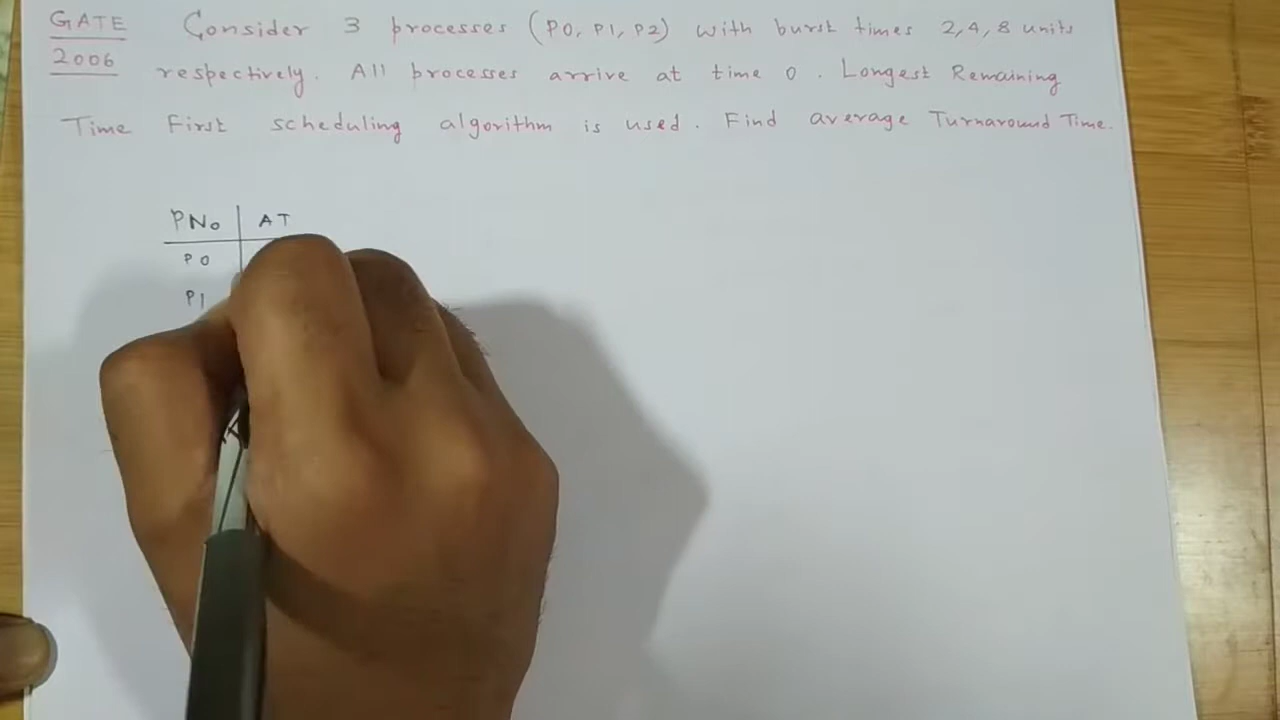 GATE Consider 3 processes (P0, P1, P2) with burst times 2, 4, 8 units
2006 respectively. All processes arrive at time 0. Longest Remaining
Time First scheduling algorithm is used. Find average Turnaround Time.
PNo AT
P0
P1